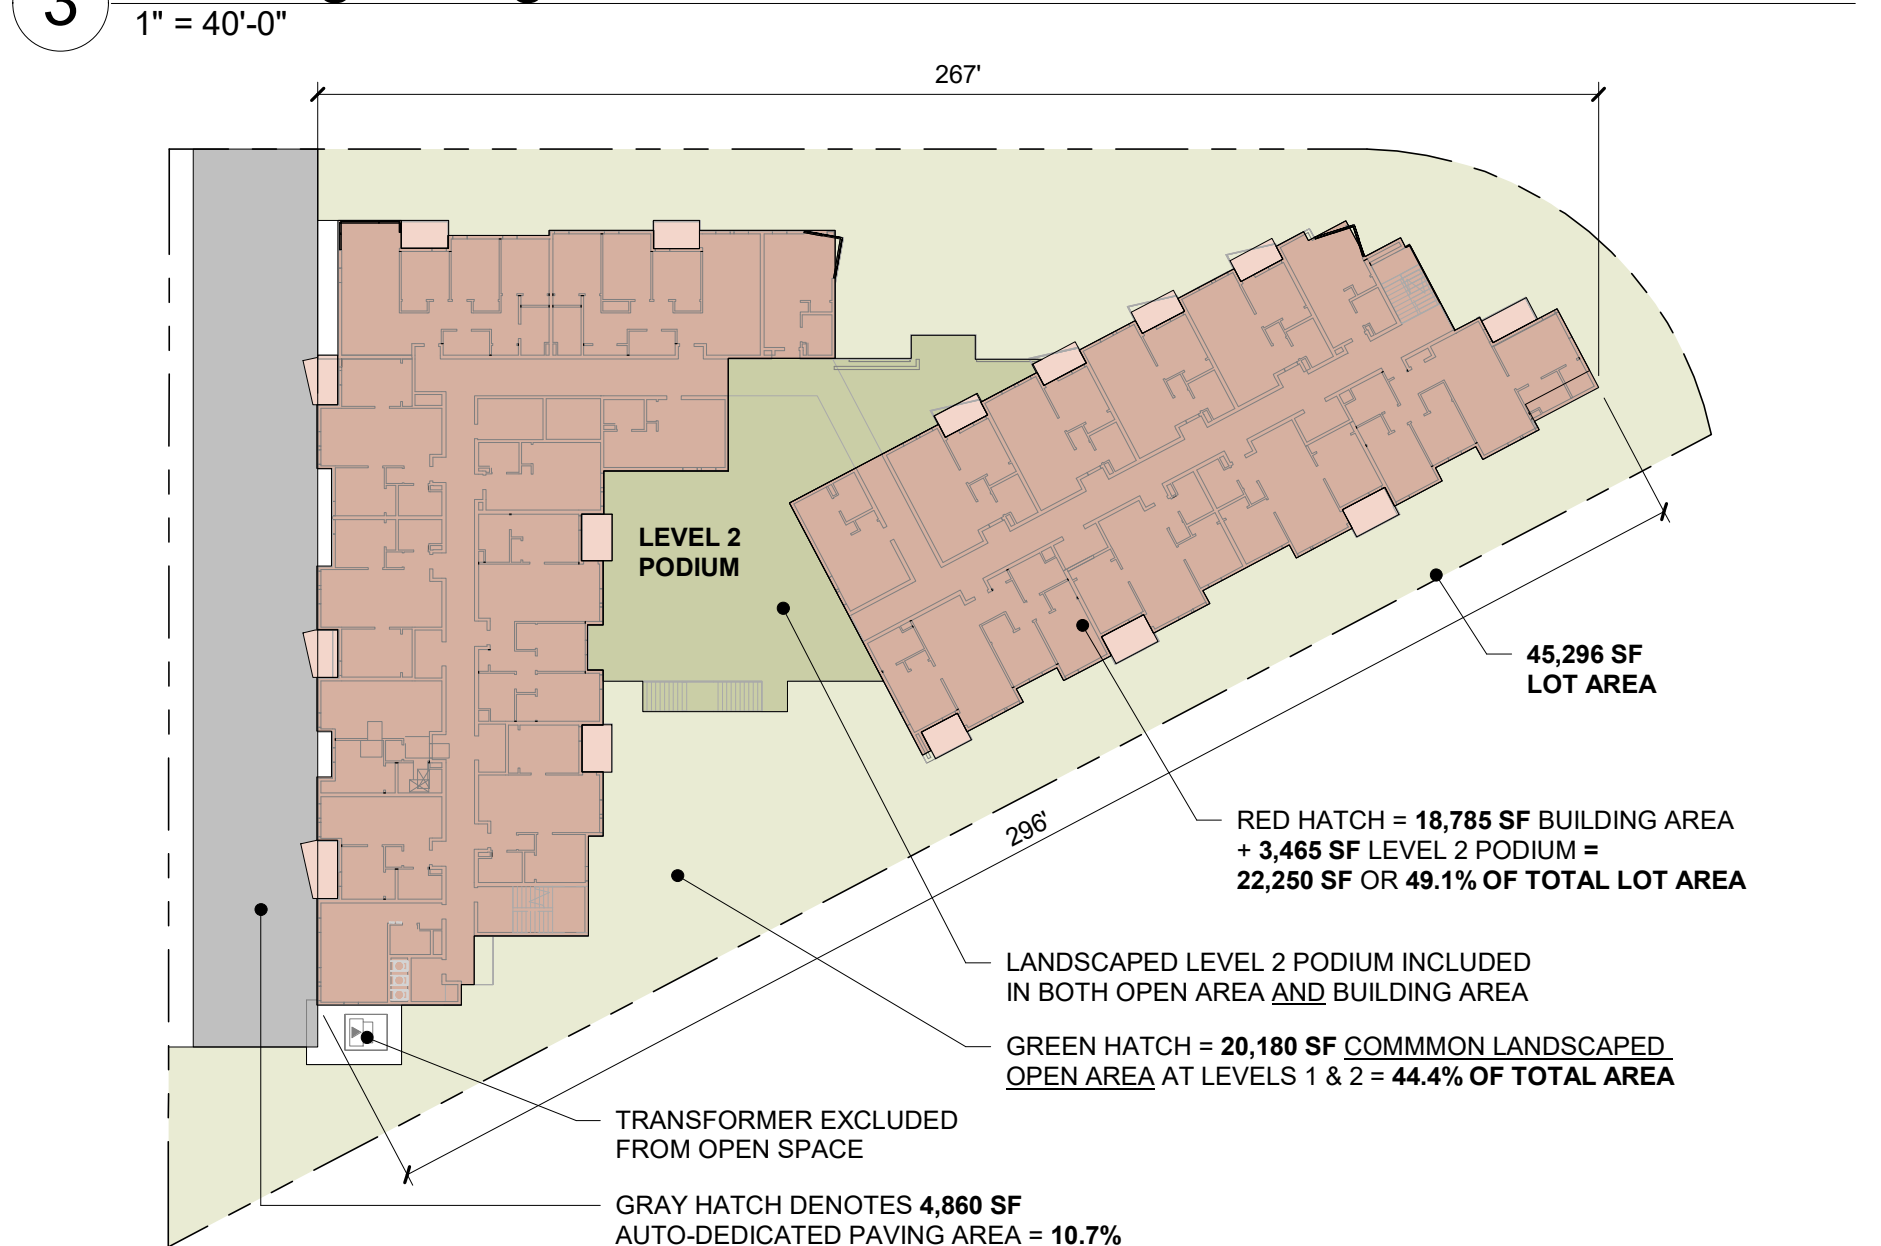 3
1" = 40'-0"
267'
LEVEL 2
PODIUM
45,296 SF
LOT AREA
296'
RED HATCH = 18,785 SF BUILDING AREA
+ 3,465 SF LEVEL 2 PODIUM =
22,250 SF OR 49.1% OF TOTAL LOT AREA
LANDSCAPED LEVEL 2 PODIUM INCLUDED
IN BOTH OPEN AREA AND BUILDING AREA
GREEN HATCH = 20,180 SF COMMMON LANDSCAPED
OPEN AREA AT LEVELS 1 & 2 = 44.4% OF TOTAL AREA
TRANSFORMER EXCLUDED
FROM OPEN SPACE
GRAY HATCH DENOTES 4,860 SF
AUTO-DEDICATED PAVING AREA = 10.7%